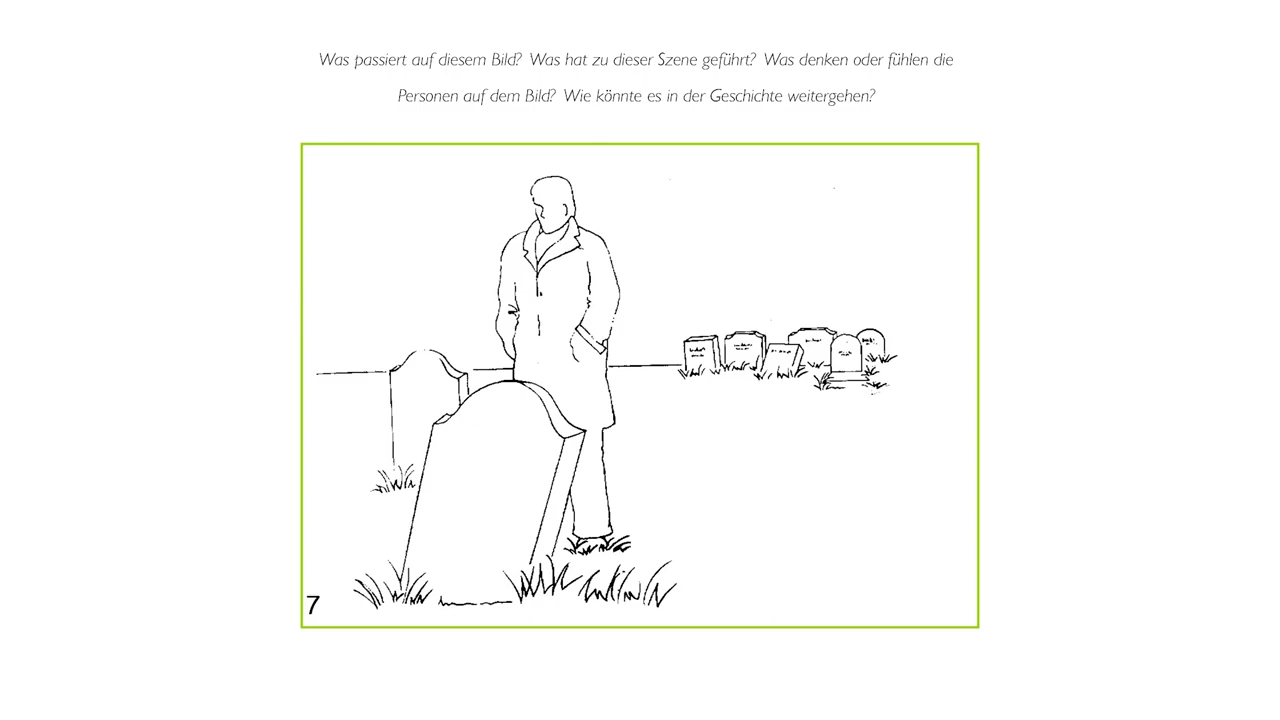 Was passiert auf diesem Bild? Was hat zu dieser Szene geführt? Was denken oder fühlen die
Personen auf dem Bild? Wie könnte es in der Geschichte weitergehen?
7